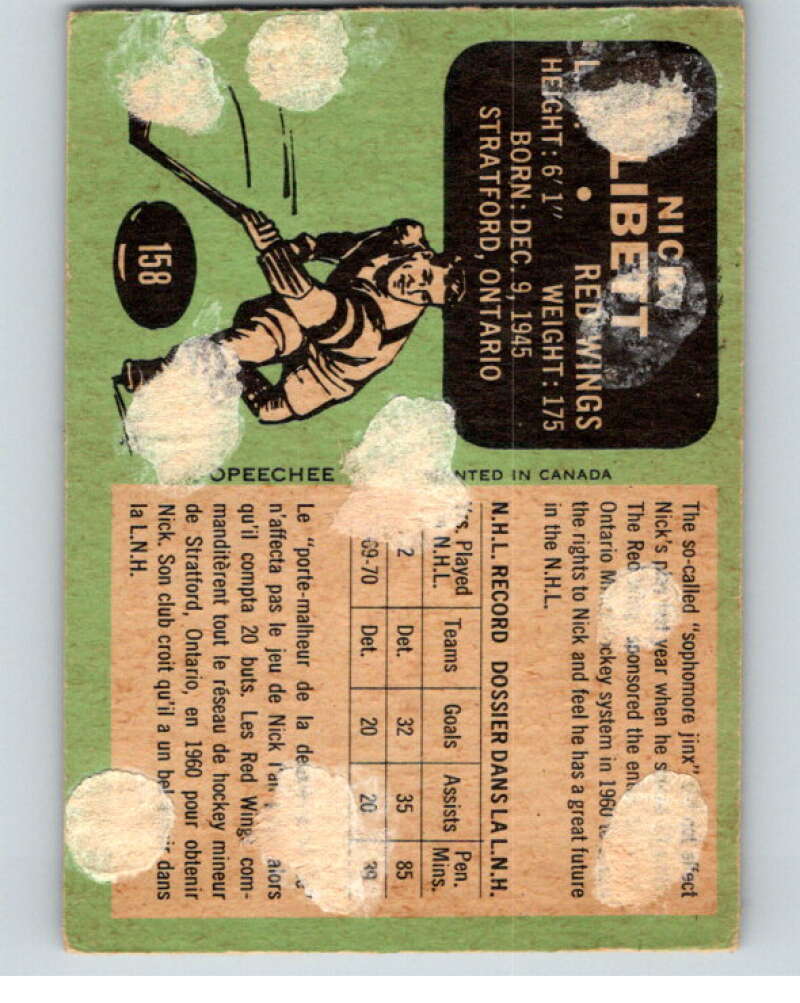 NICK
LIBETT
L. • RED WINGS
HEIGHT: 6'1" WEIGHT: 175
BORN: DEC. 9, 1945
STRATFORD, ONTARIO
158
OPEECHEE NTED IN CANADA
The so-called "sophomore jinx" affect
Nick's year when he
The Red sponsored the
Ontario ckey system in 1960
the rights to Nick and feel he has a great future
in the N.H.L.
N.H.L. RECORD DOSSIER DANS LA L.N.H.
Yrs. Played N.H.L. Teams Goals Assists Pen. Mins.
2 Det. 32 35 85
69-70 Det. 20 20 39
Le "porte-malheur de la
n'affecta pas le jeu de Nick l'an alors
qu'il compta 20 buts. Les Red Wings com-
manditèrent tout le réseau de hockey mineur
de Stratford, Ontario, en 1960 pour obtenir
Nick. Son club croit qu'il a un bel dans
la L.N.H.